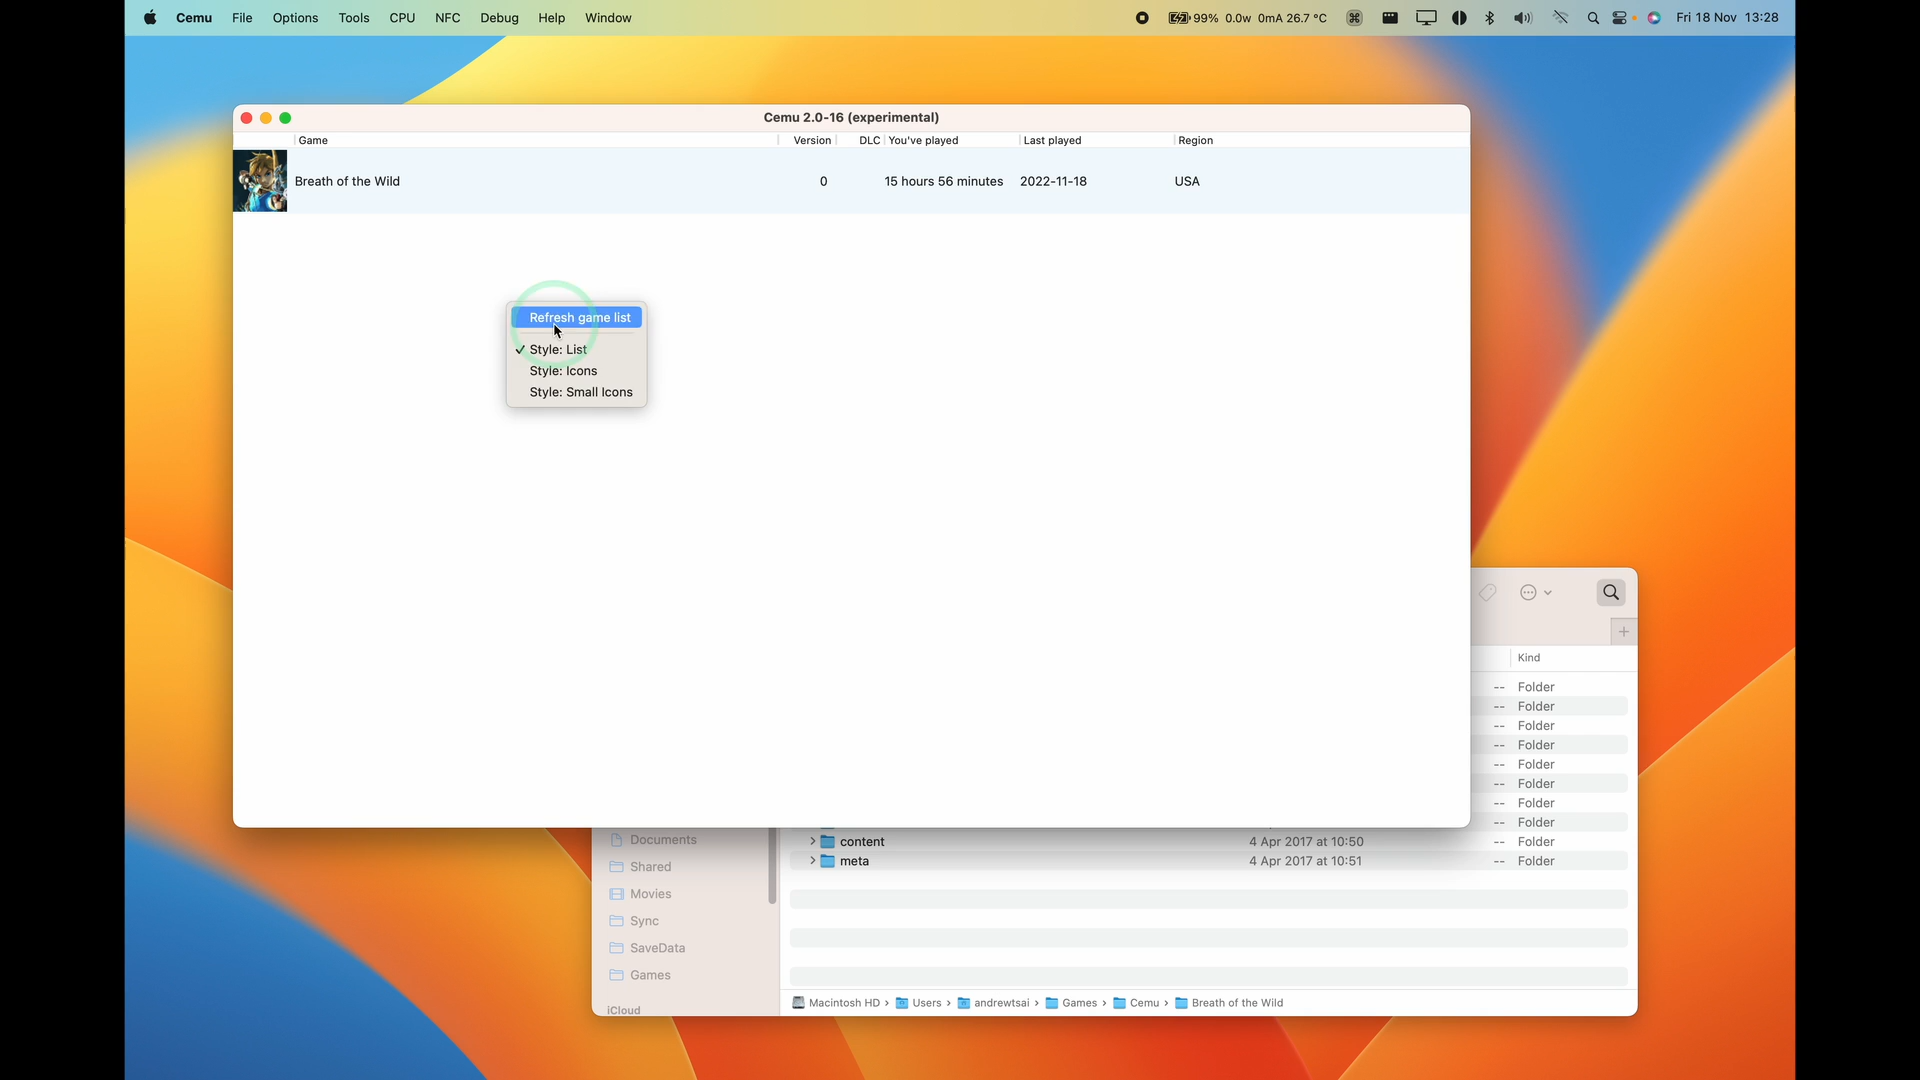 Cemu File Options Tools CPU NFC Debug Help Window 99% 0.0w 0mA 26.7 °C Fri 18 Nov 13:28
Cemu 2.0-16 (experimental)
Game Version DLC You've played Last played Region
Breath of the Wild 0 15 hours 56 minutes 2022-11-18 USA
Refresh game list
✓ Style: List
Style: Icons
Style: Small Icons
Kind
-- Folder
-- Folder
-- Folder
-- Folder
-- Folder
-- Folder
-- Folder
-- Folder
Documents
content 4 Apr 2017 at 10:50 -- Folder
meta 4 Apr 2017 at 10:51 -- Folder
Shared
Movies
Sync
SaveData
Games
iCloud
Macintosh HD › Users › andrewtsai › Games › Cemu › Breath of the Wild